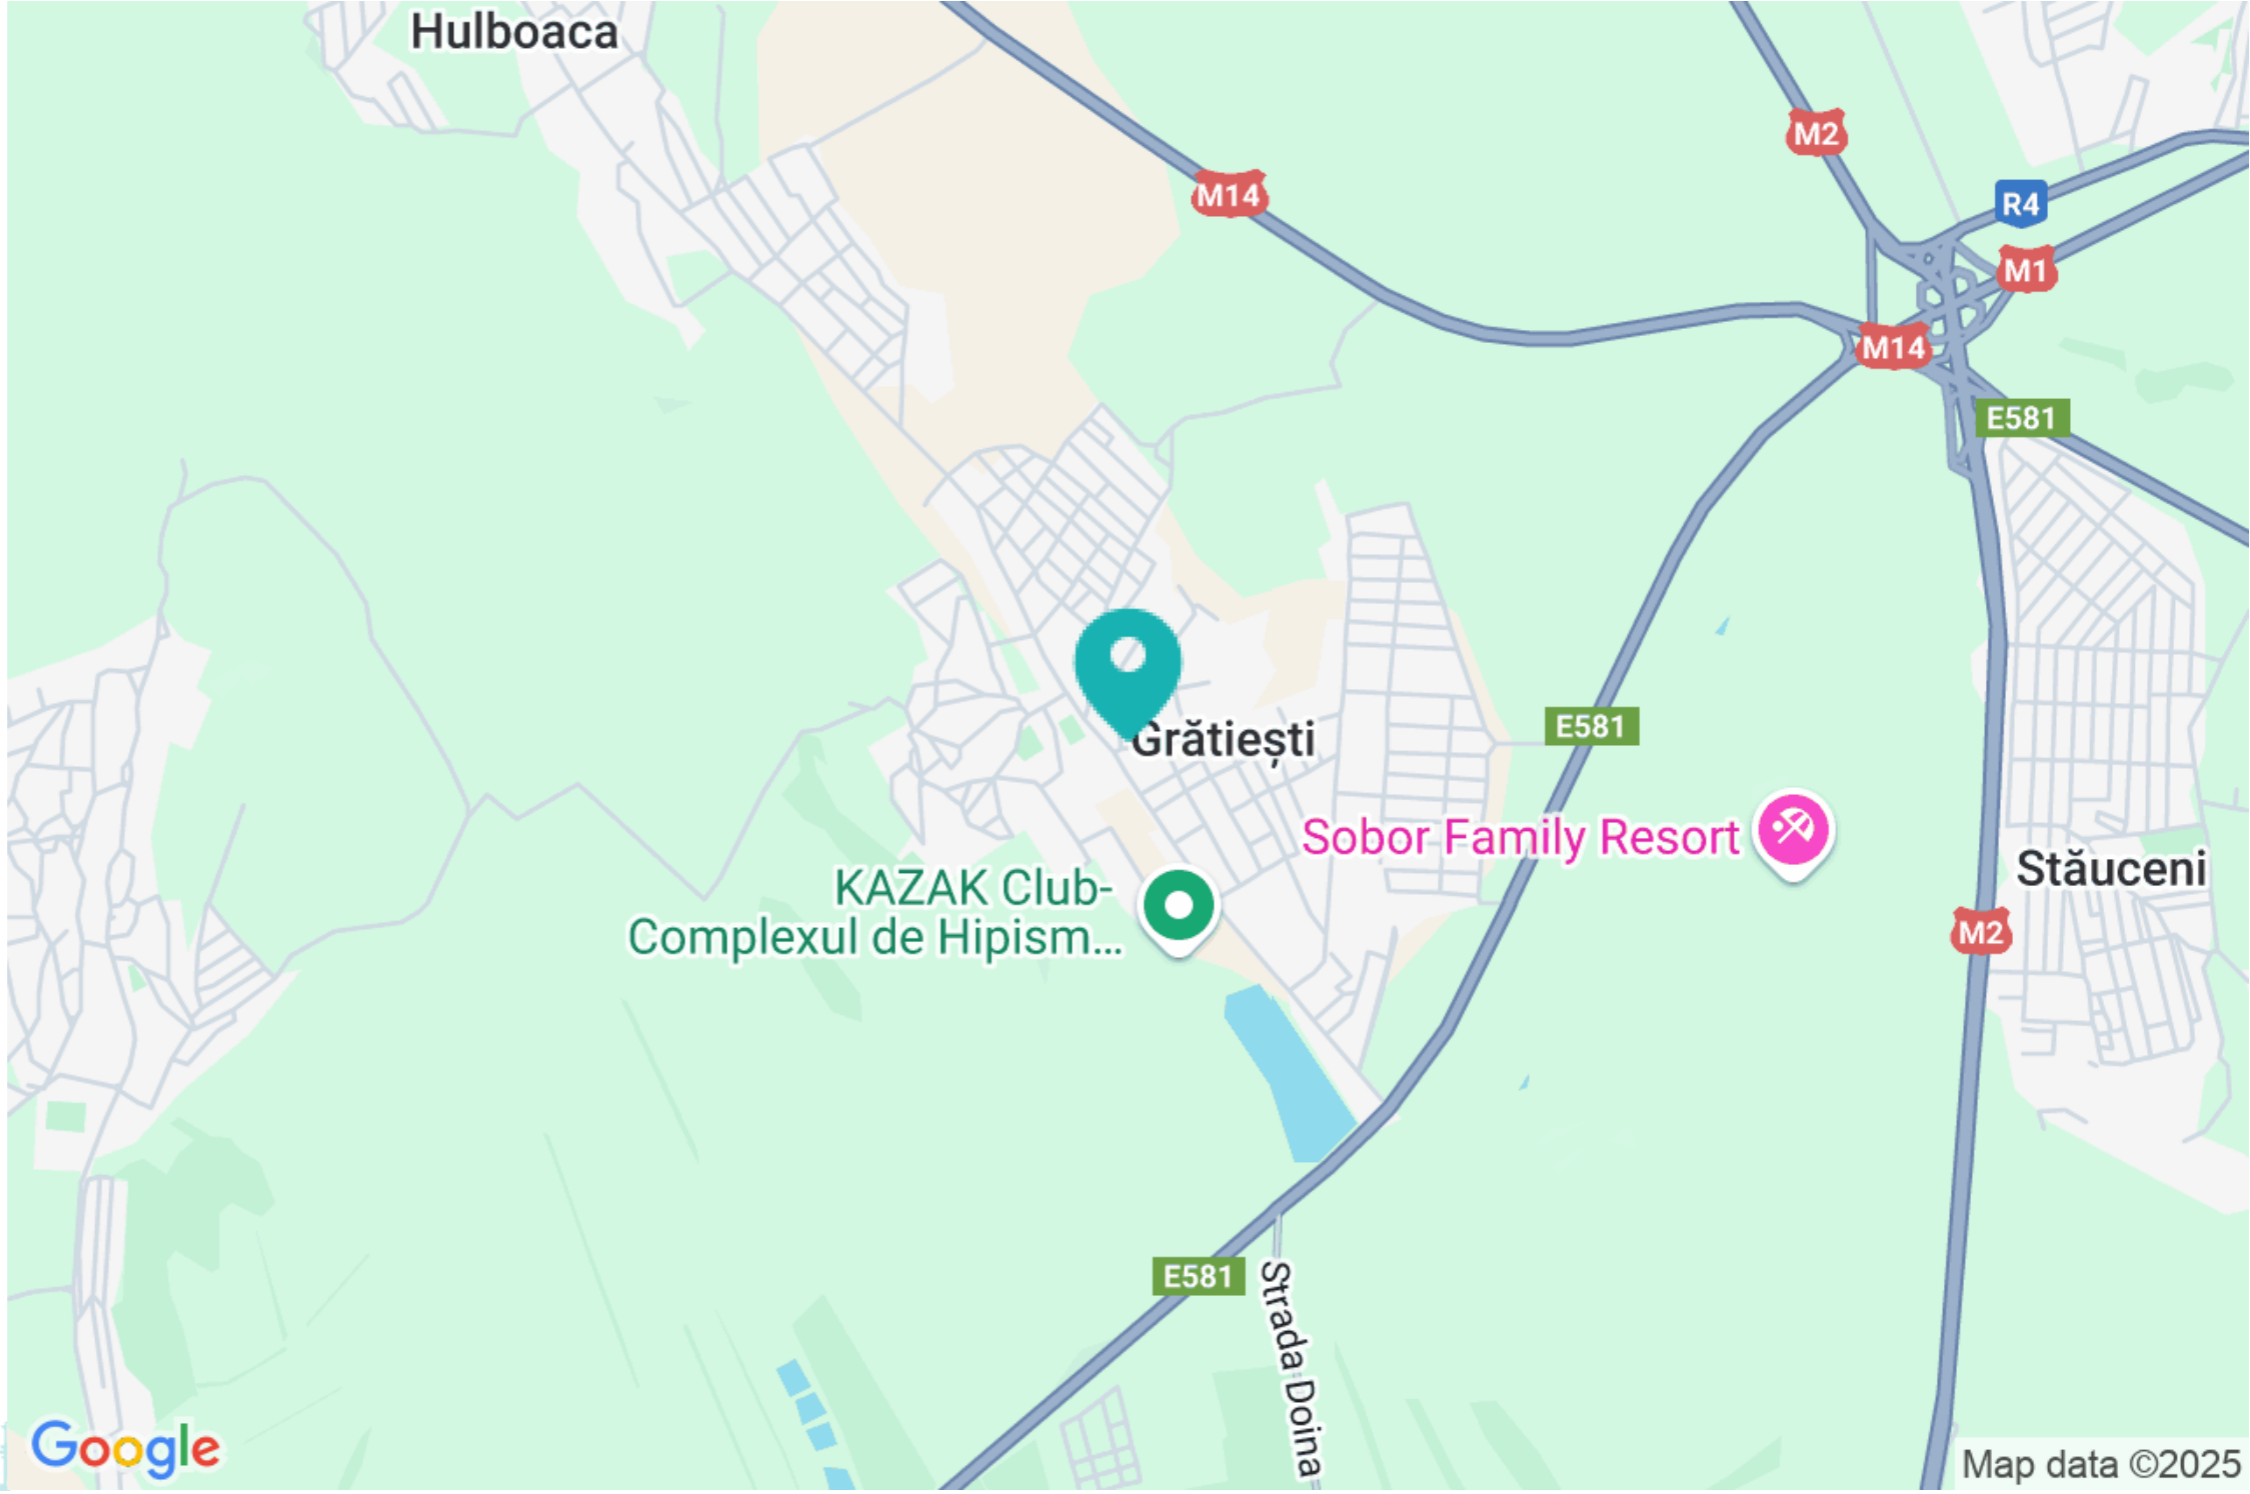 Hulboaca
M2
M14
R4
M1
M14
E581
E581
Grătiești
Sobor Family Resort
Stăuceni
KAZAK Club-
Complexul de Hipism...
M2
E581
Strada Doina
Google
Map data ©2025